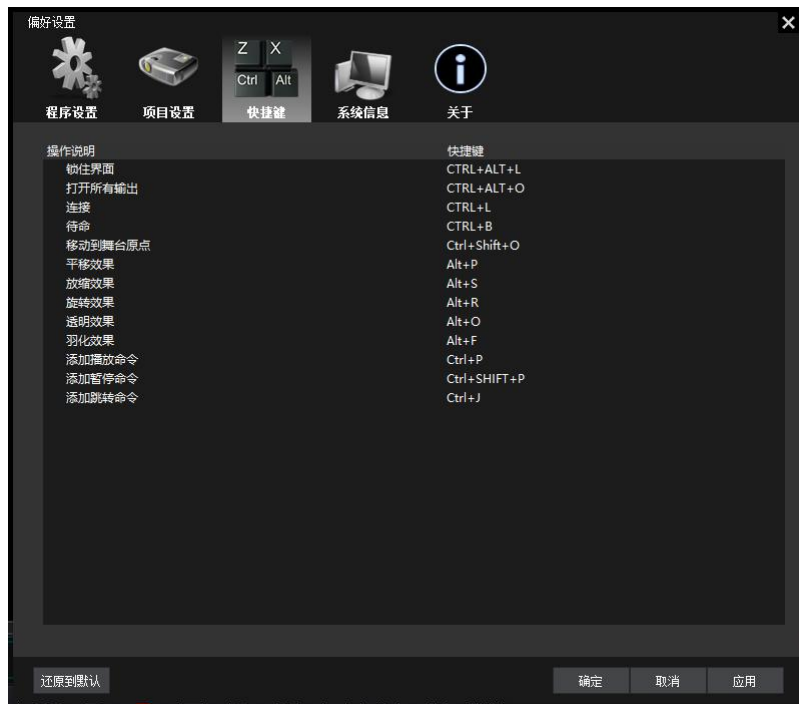 偏好设置
Z X
Ctrl Alt
程序设置 项目设置 快捷键 系统信息 关于
操作说明 快捷键
锁住界面 CTRL+ALT+L
打开所有输出 CTRL+ALT+O
连接 CTRL+L
待命 CTRL+B
移动到舞台原点 Ctrl+Shift+O
平移效果 Alt+P
放缩效果 Alt+S
旋转效果 Alt+R
透明效果 Alt+O
羽化效果 Alt+F
添加播放命令 Ctrl+P
添加暂停命令 Ctrl+SHIFT+P
添加跳转命令 Ctrl+J
还原到默认 确定 取消 应用